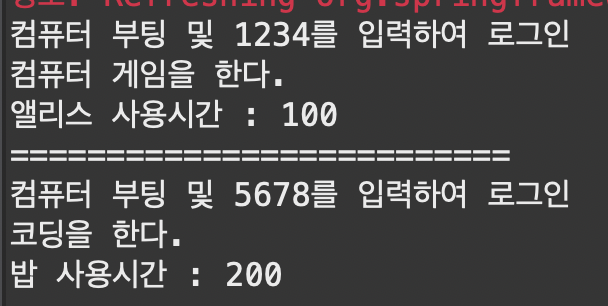 정보: Refreshing org.springframe
컴퓨터 부팅 및 1234를 입력하여 로그인
컴퓨터 게임을 한다.
앨리스 사용시간 : 100
==========================
컴퓨터 부팅 및 5678를 입력하여 로그인
코딩을 한다.
밥 사용시간 : 200